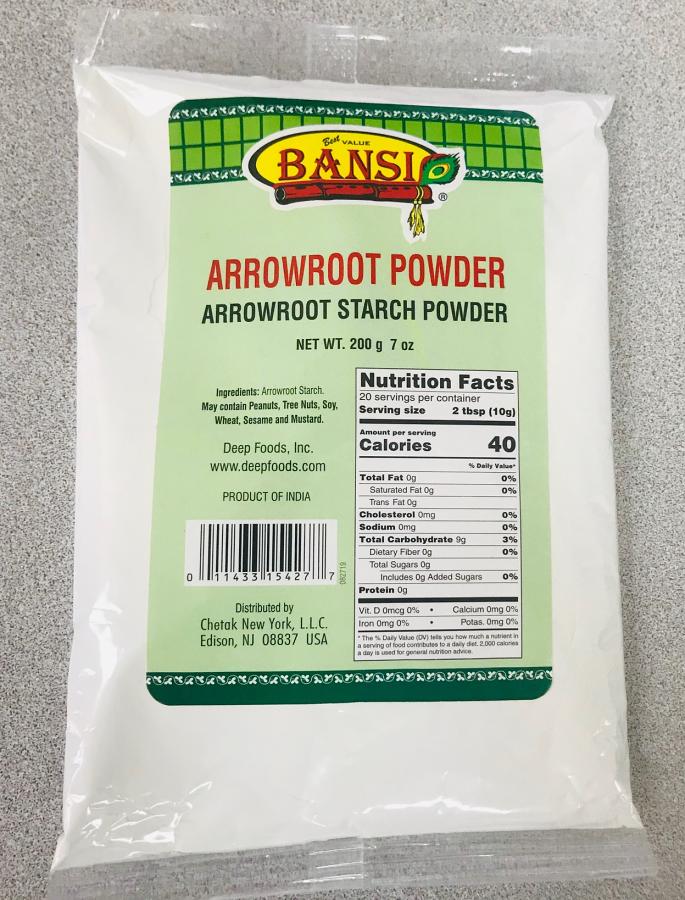 Best VALUE
BANSI
®
ARROWROOT POWDER
ARROWROOT STARCH POWDER
NET WT. 200 g 7 oz
Ingredients: Arrowroot Starch.
May contain Peanuts, Tree Nuts, Soy,
Wheat, Sesame and Mustard.
Deep Foods, Inc.
www.deepfoods.com
PRODUCT OF INDIA
0 11433 15427 7
082719
Distributed by
Chetak New York, L.L.C.
Edison, NJ 08837 USA
Nutrition Facts
20 servings per container
Serving size 2 tbsp (10g)
Amount per serving
Calories 40
% Daily Value*
Total Fat 0g 0%
Saturated Fat 0g 0%
Trans Fat 0g
Cholesterol 0mg 0%
Sodium 0mg 0%
Total Carbohydrate 9g 3%
Dietary Fiber 0g 0%
Total Sugars 0g
Includes 0g Added Sugars 0%
Protein 0g
Vit. D 0mcg 0% • Calcium 0mg 0%
Iron 0mg 0% • Potas. 0mg 0%
* The % Daily Value (DV) tells you how much a nutrient in
a serving of food contributes to a daily diet. 2,000 calories
a day is used for general nutrition advice.